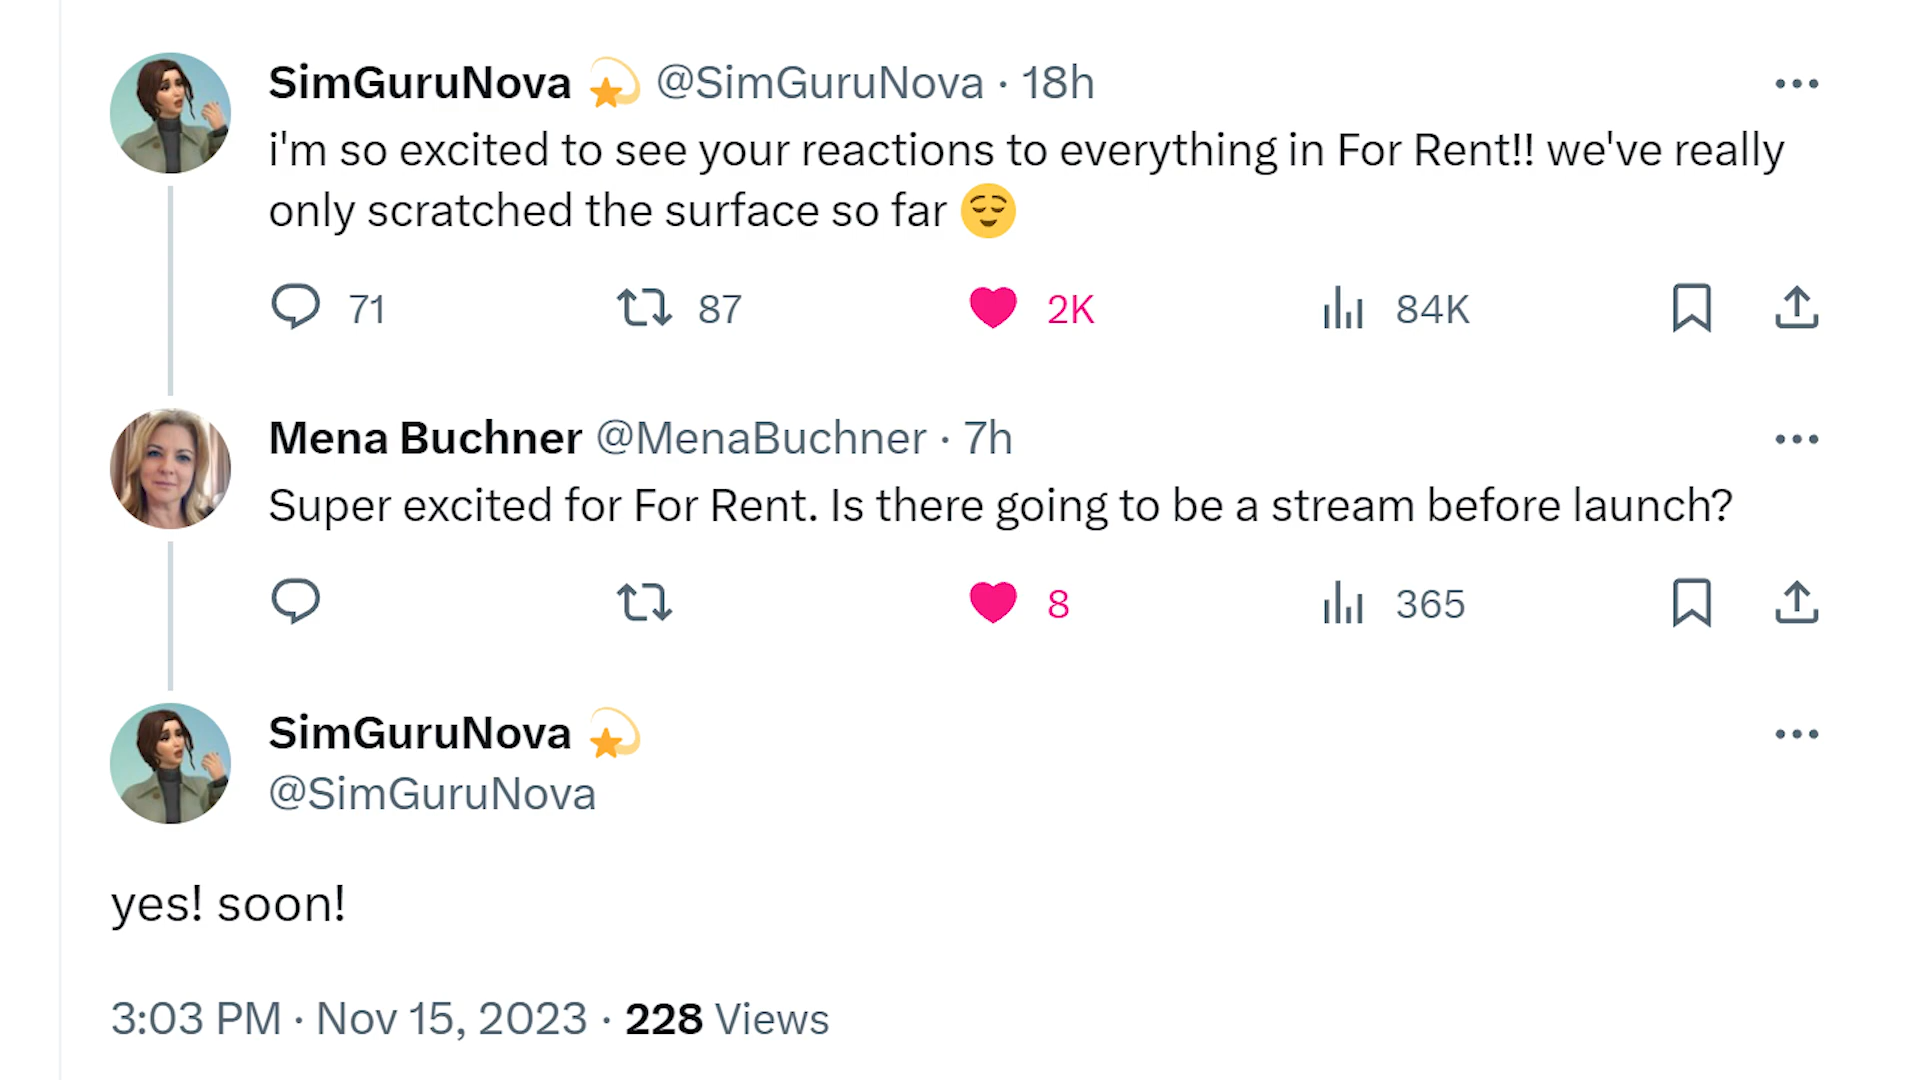 SimGuruNova 💫 @SimGuruNova · 18h
i'm so excited to see your reactions to everything in For Rent!! we've really
only scratched the surface so far 😌
71 87 2K 84K
Mena Buchner @MenaBuchner · 7h
Super excited for For Rent. Is there going to be a stream before launch?
8 365
SimGuruNova 💫
@SimGuruNova
yes! soon!
3:03 PM · Nov 15, 2023 · 228 Views